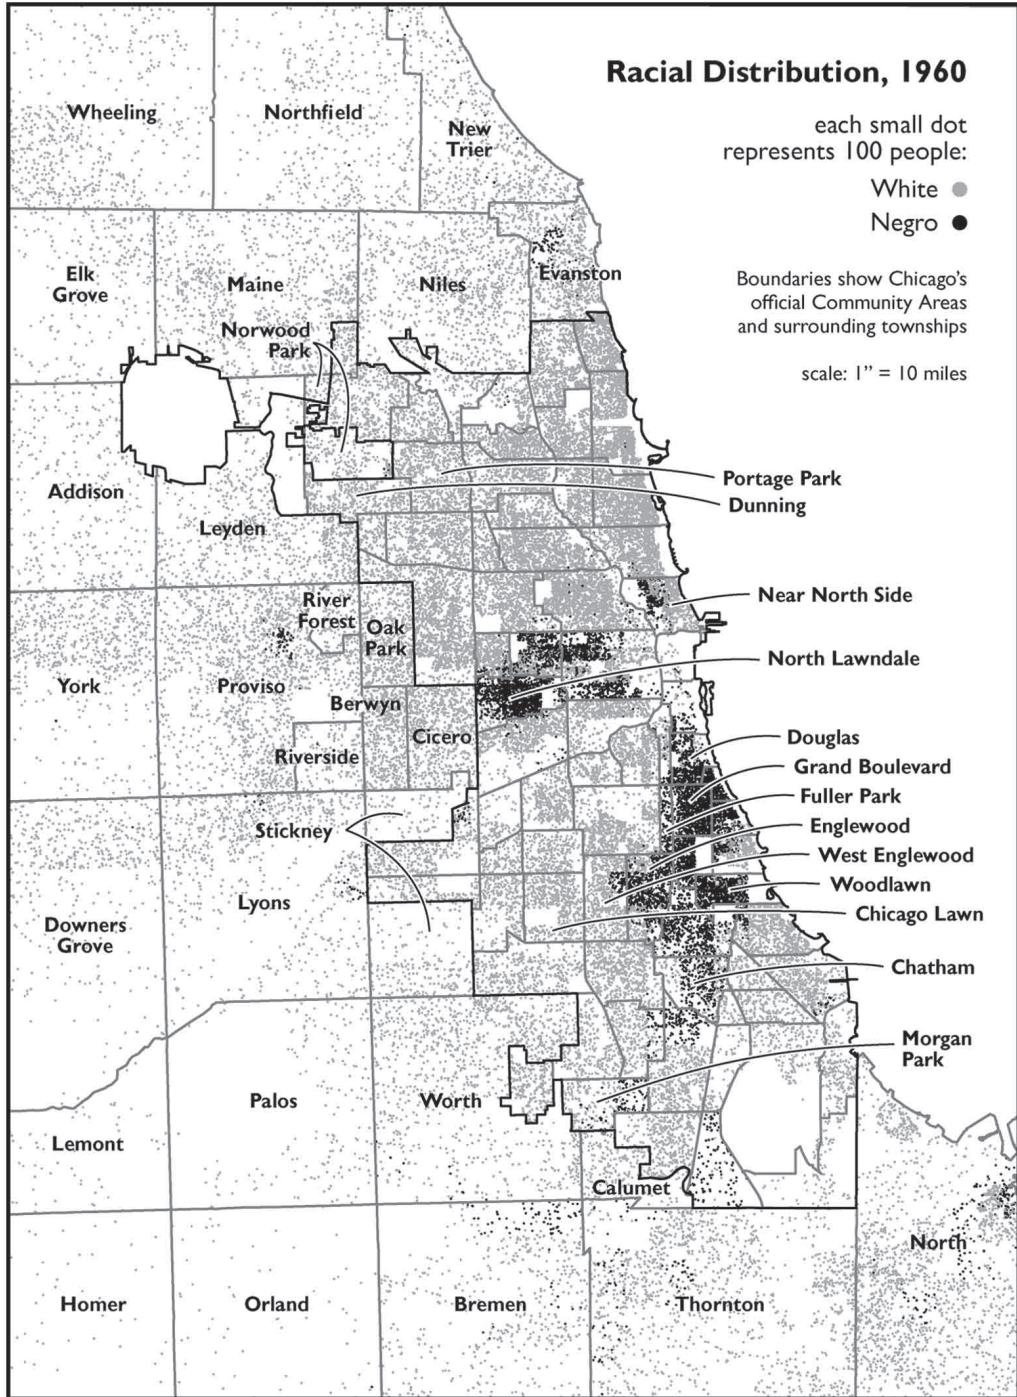 Racial Distribution, 1960
each small dot
represents 100 people:
White
Negro
Boundaries show Chicago's
official Community Areas
and surrounding townships
scale: 1" = 10 miles
Wheeling
Northfield
New
Trier
Elk
Grove
Maine
Niles
Evanston
Norwood
Park
Portage Park
Dunning
Addison
Leyden
River
Forest
Oak
Park
Near North Side
North Lawndale
York
Proviso
Berwyn
Cicero
Riverside
Douglas
Grand Boulevard
Fuller Park
Englewood
West Englewood
Woodlawn
Chicago Lawn
Stickney
Lyons
Downers
Grove
Chatham
Morgan
Park
Palos
Worth
Lemont
Calumet
North
Homer
Orland
Bremen
Thornton